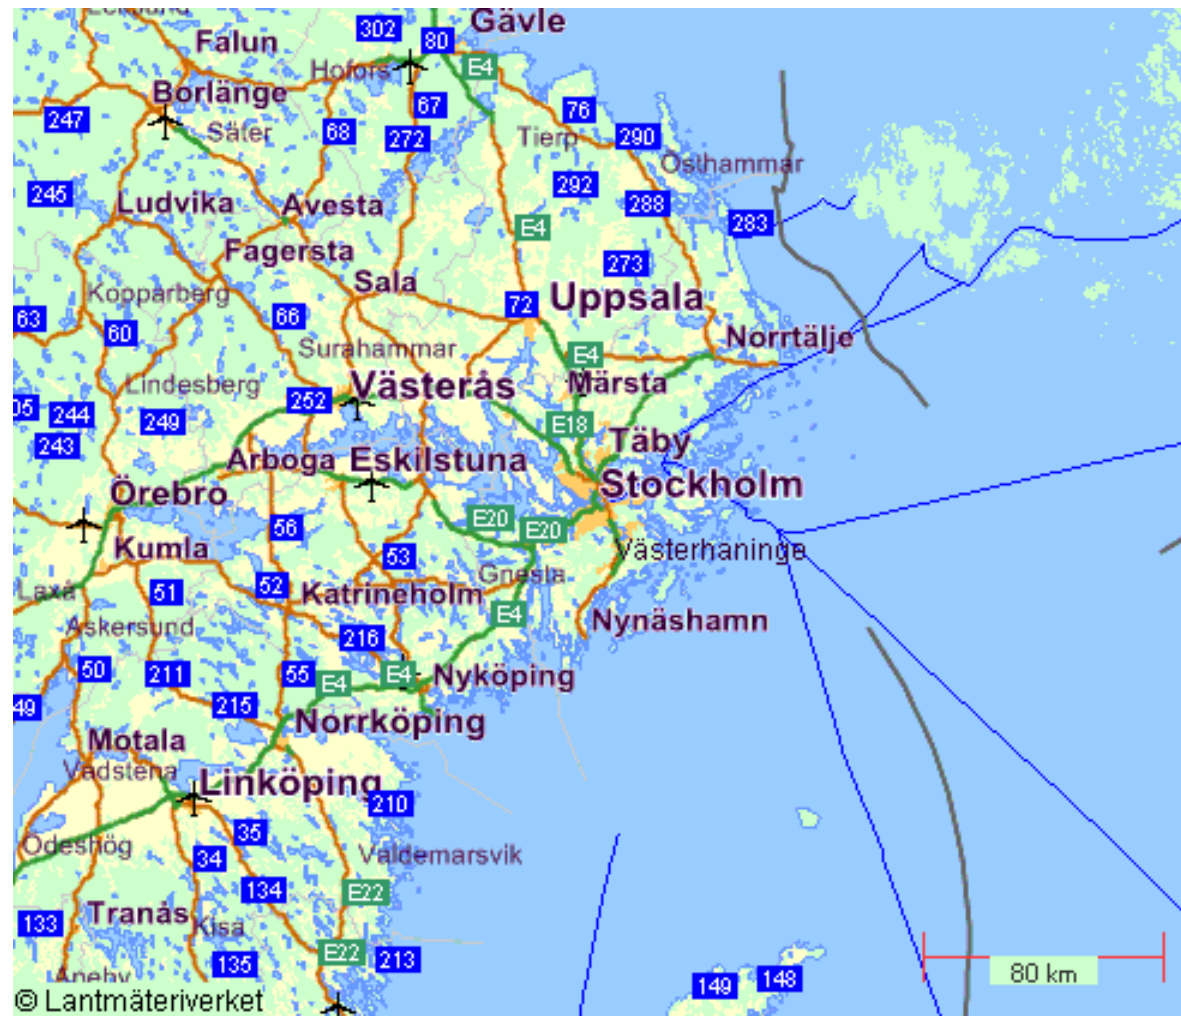 Gävle
302
80
Falun
Hofors
E4
Borlänge
67
76
247
Säter
68
272
Tierp
290
Östhammar
245
292
Ludvika
Avesta
288
283
E4
Fagersta
273
Sala
Kopparberg
Uppsala
72
63
66
60
Norrtälje
Surahammar
E4
Lindesberg
Västerås
Märsta
252
244
249
E18
243
Täby
Arboga
Eskilstuna
Örebro
Stockholm
56
E20
E20
Kumla
53
Västerhaninge
Gnesta
Laxå
51
52
Katrineholm
E4
Askersund
216
Nynäshamn
50
211
55
E4
E4
Nyköping
49
215
Norrköping
Motala
Vadstena
Linköping
210
35
Ödeshög
34
Valdemarsvik
134
E22
133
Tranås
Kisa
E22
213
135
Aneby
149
148
80 km
© Lantmäteriverket